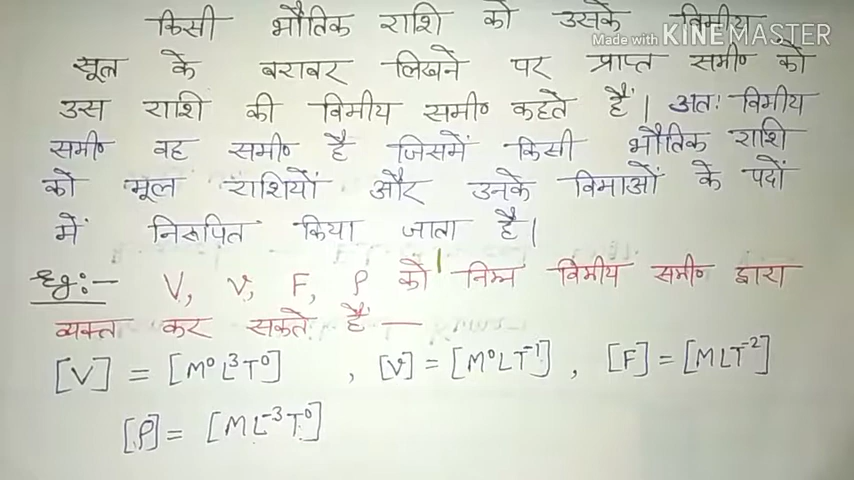 किसी भौतिक राशि को उसके विमीय
Made with KINEMASTER
सूत्र के बराबर लिखने पर प्राप्त समी० को
उस राशि की विमीय समी० कहते हैं। अतः विमीय
समी० वह समी० है जिसमें किसी भौतिक राशि
को मूल राशियों और उनके विमाओं के पदों
में निरूपित किया जाता है।
Eg:- V, v, F, ρ को निम्न विमीय समी० द्वारा
व्यक्त कर सकते हैं —
[V] = [M⁰L³T⁰] , [v] = [M⁰LT⁻¹] , [F] = [MLT⁻²]
[ρ] = [ML⁻³T⁰]